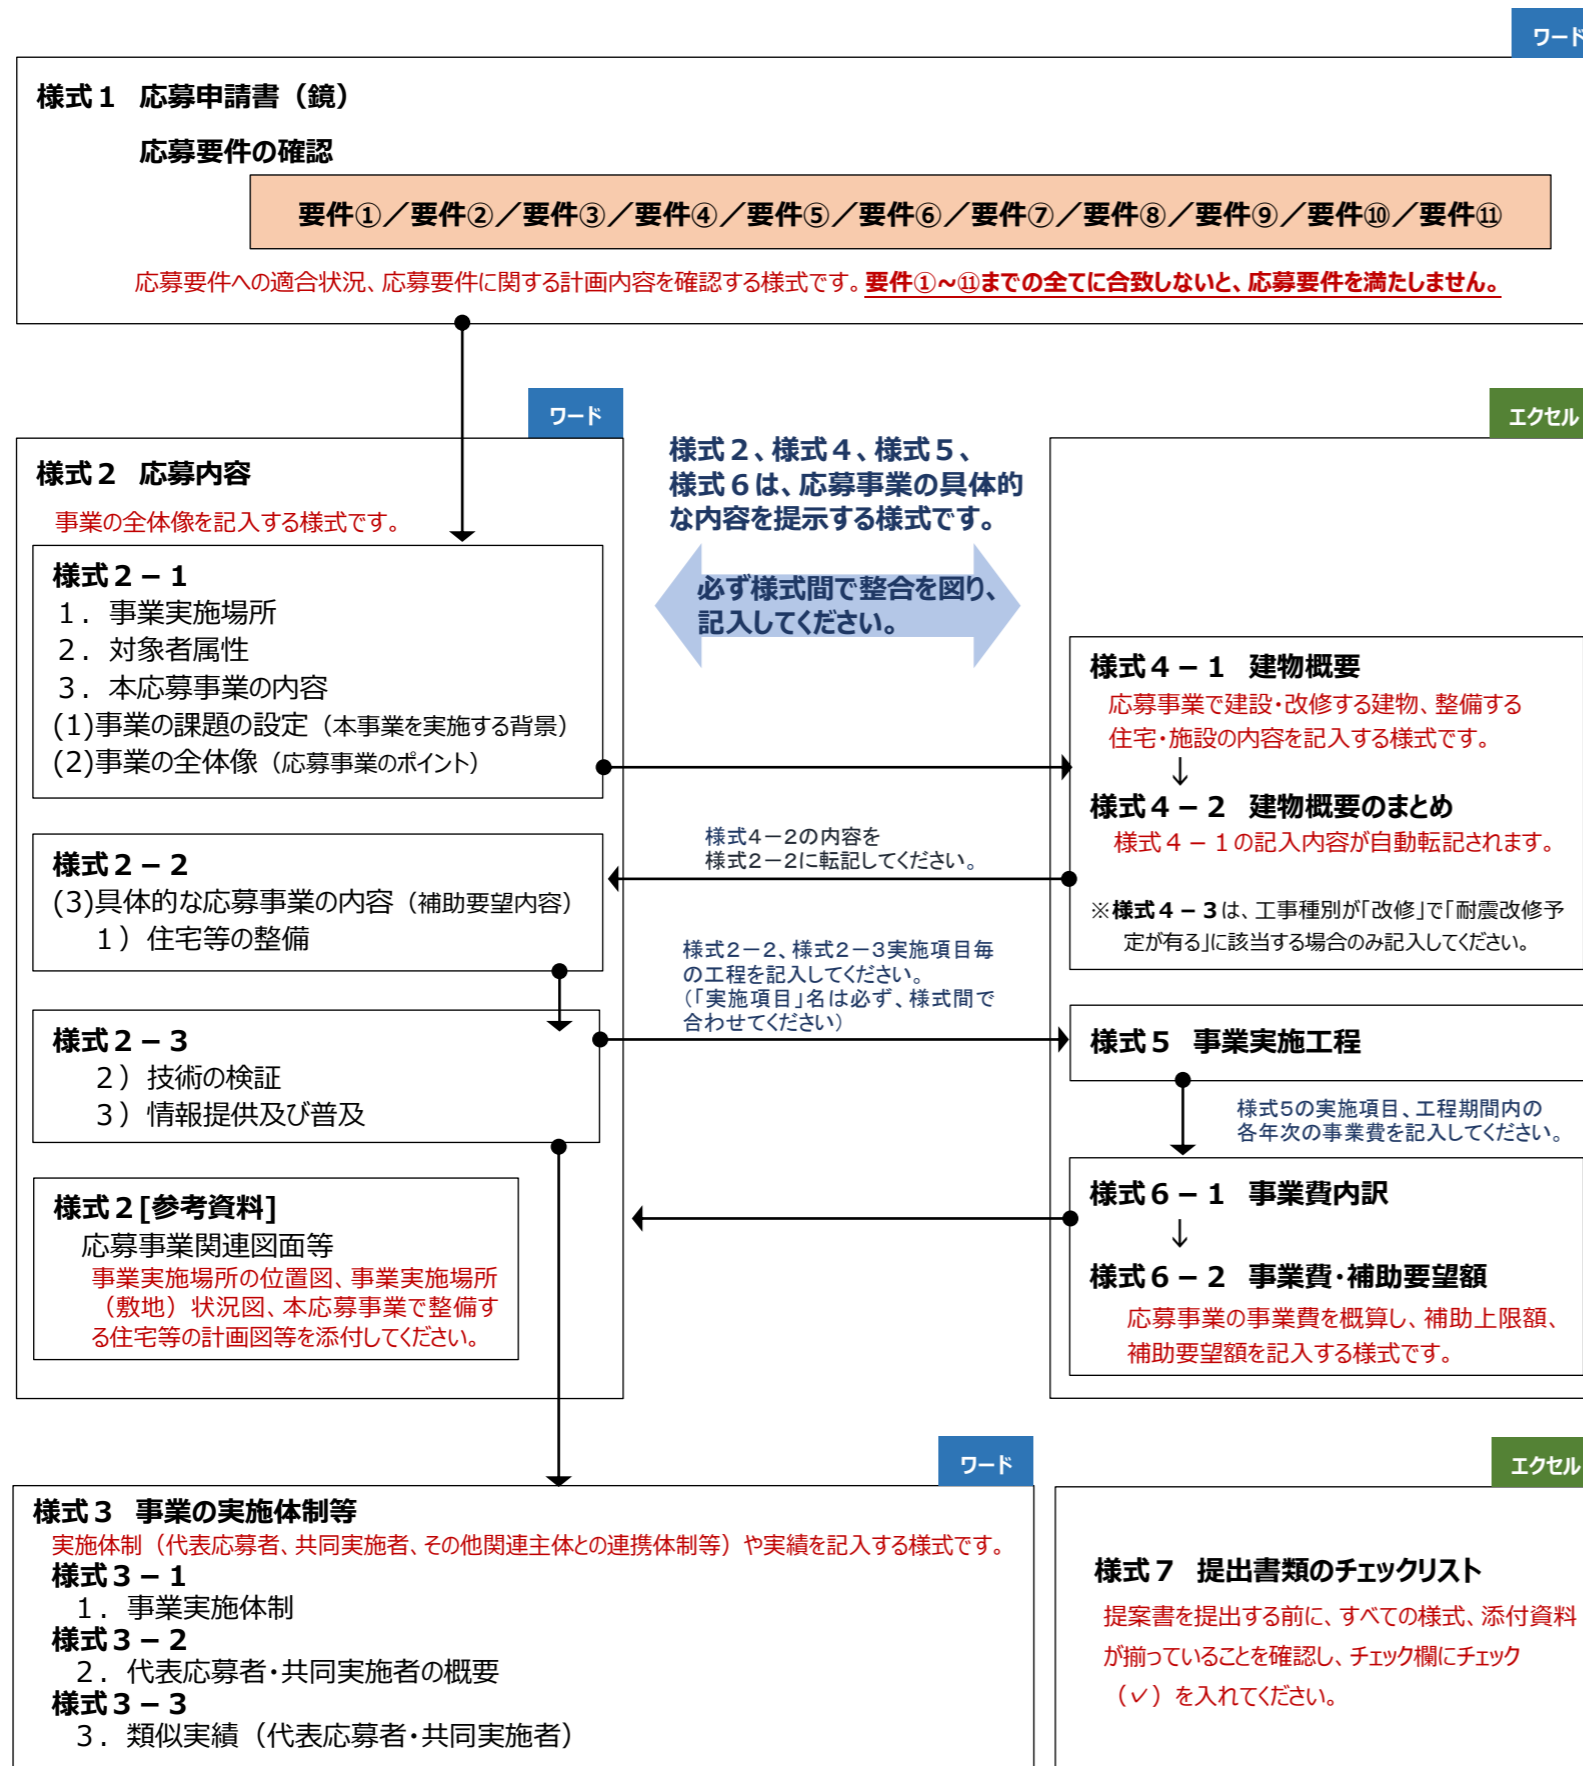 ワード
様式１　応募申請書（鏡）
応募要件の確認
要件①／要件②／要件③／要件④／要件⑤／要件⑥／要件⑦／要件⑧／要件⑨／要件⑩／要件⑪
応募要件への適合状況、応募要件に関する計画内容を確認する様式です。要件①～⑪までの全てに合致しないと、応募要件を満たしません。
ワード
様式２　応募内容
事業の全体像を記入する様式です。
様式２－１
１．事業実施場所
２．対象者属性
３．本応募事業の内容
(1)事業の課題の設定（本事業を実施する背景）
(2)事業の全体像（応募事業のポイント）
様式２－２
(3)具体的な応募事業の内容（補助要望内容）
１）住宅等の整備
様式２－３
２）技術の検証
３）情報提供及び普及
様式２[参考資料]
応募事業関連図面等
事業実施場所の位置図、事業実施場所
（敷地）状況図、本応募事業で整備す
る住宅等の計画図等を添付してください。
様式２、様式４、様式５、
様式６は、応募事業の具体的
な内容を提示する様式です。
必ず様式間で整合を図り、
記入してください。
様式４－２の内容を
様式２－２に転記してください。
様式２－２、様式２－３実施項目毎
の工程を記入してください。
（「実施項目」名は必ず、様式間で
合わせてください）
エクセル
様式４－１　建物概要
応募事業で建設・改修する建物、整備する
住宅・施設の内容を記入する様式です。
↓
様式４－２　建物概要のまとめ
様式４－１の記入内容が自動転記されます。
※様式４－３は、工事種別が「改修」で「耐震改修予
定が有る」に該当する場合のみ記入してください。
様式５　事業実施工程
様式５の実施項目、工程期間内の
各年次の事業費を記入してください。
様式６－１　事業費内訳
↓
様式６－２　事業費・補助要望額
応募事業の事業費を概算し、補助上限額、
補助要望額を記入する様式です。
ワード
様式３　事業の実施体制等
実施体制（代表応募者、共同実施者、その他関連主体との連携体制等）や実績を記入する様式です。
様式３－１
１．事業実施体制
様式３－２
２．代表応募者・共同実施者の概要
様式３－３
３．類似実績（代表応募者・共同実施者）
エクセル
様式７　提出書類のチェックリスト
提案書を提出する前に、すべての様式、添付資料
が揃っていることを確認し、チェック欄にチェック
（✓）を入れてください。